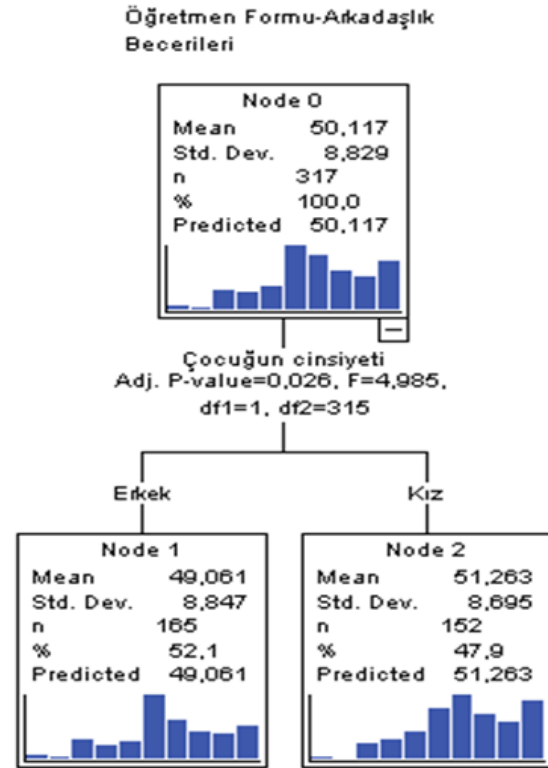 Öğretmen Formu-Arkadaşlık
Becerileri
Node 0
Mean 50,117
Std. Dev. 8,829
n 317
% 100,0
Predicted 50,117
Çocuğun cinsiyeti
Adj. P-value=0,026, F=4,985,
df1=1, df2=315
Erkek
Kız
Node 1
Mean 49,061
Std. Dev. 8,847
n 165
% 52,1
Predicted 49,061
Node 2
Mean 51,263
Std. Dev. 8,695
n 152
% 47,9
Predicted 51,263